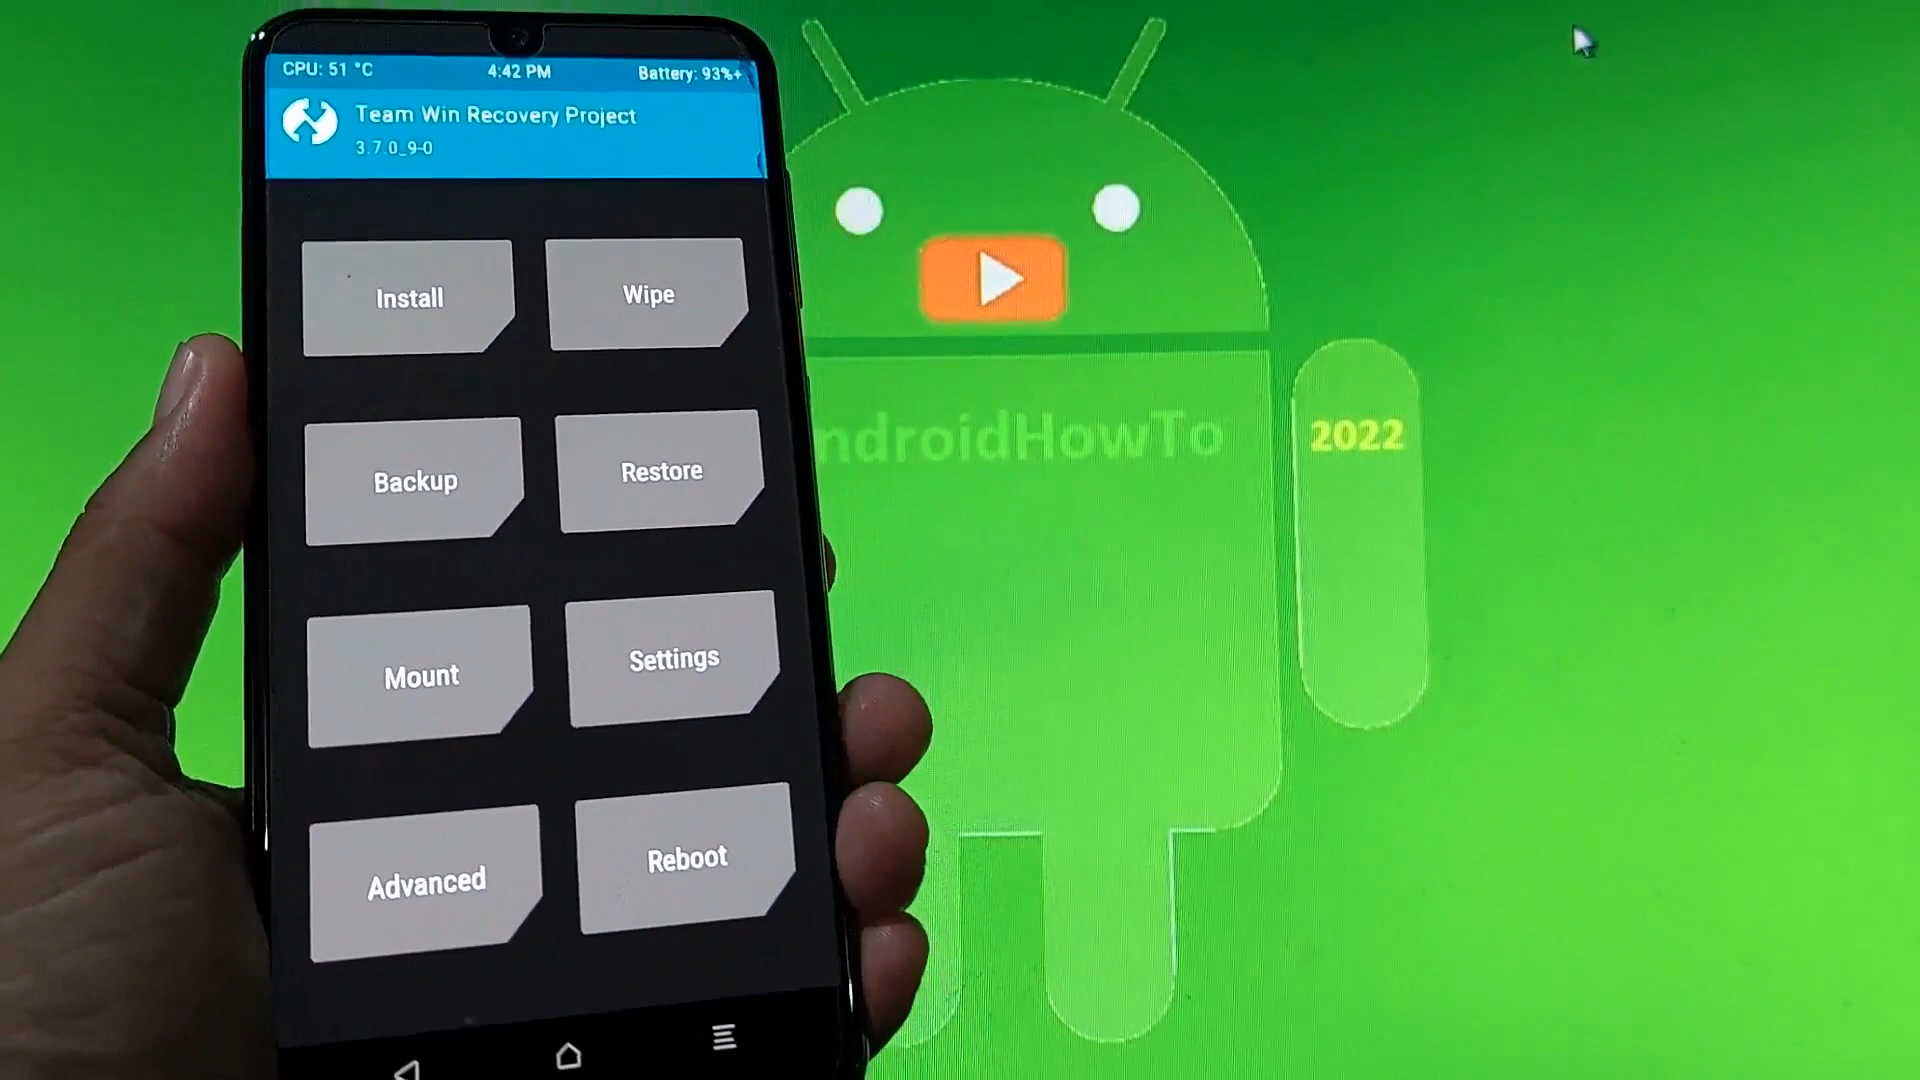 CPU: 51 °C 4:42 PM Battery: 93%+
Team Win Recovery Project
3.7.0_9-0
Install Wipe
Backup Restore
Mount Settings
Advanced Reboot
ndroidHowTo
2022